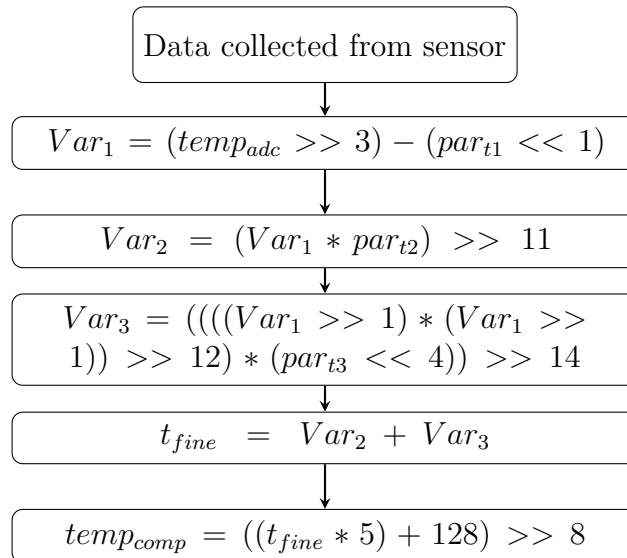 Data collected from sensor
Var₁ = (temp_adc >> 3) − (par_t1 << 1)
Var₂ = (Var₁ * par_t2) >> 11
Var₃ = ((((Var₁ >> 1) * (Var₁ >>
1)) >> 12) * (par_t3 << 4)) >> 14
t_fine = Var₂ + Var₃
temp_comp = ((t_fine * 5) + 128) >> 8